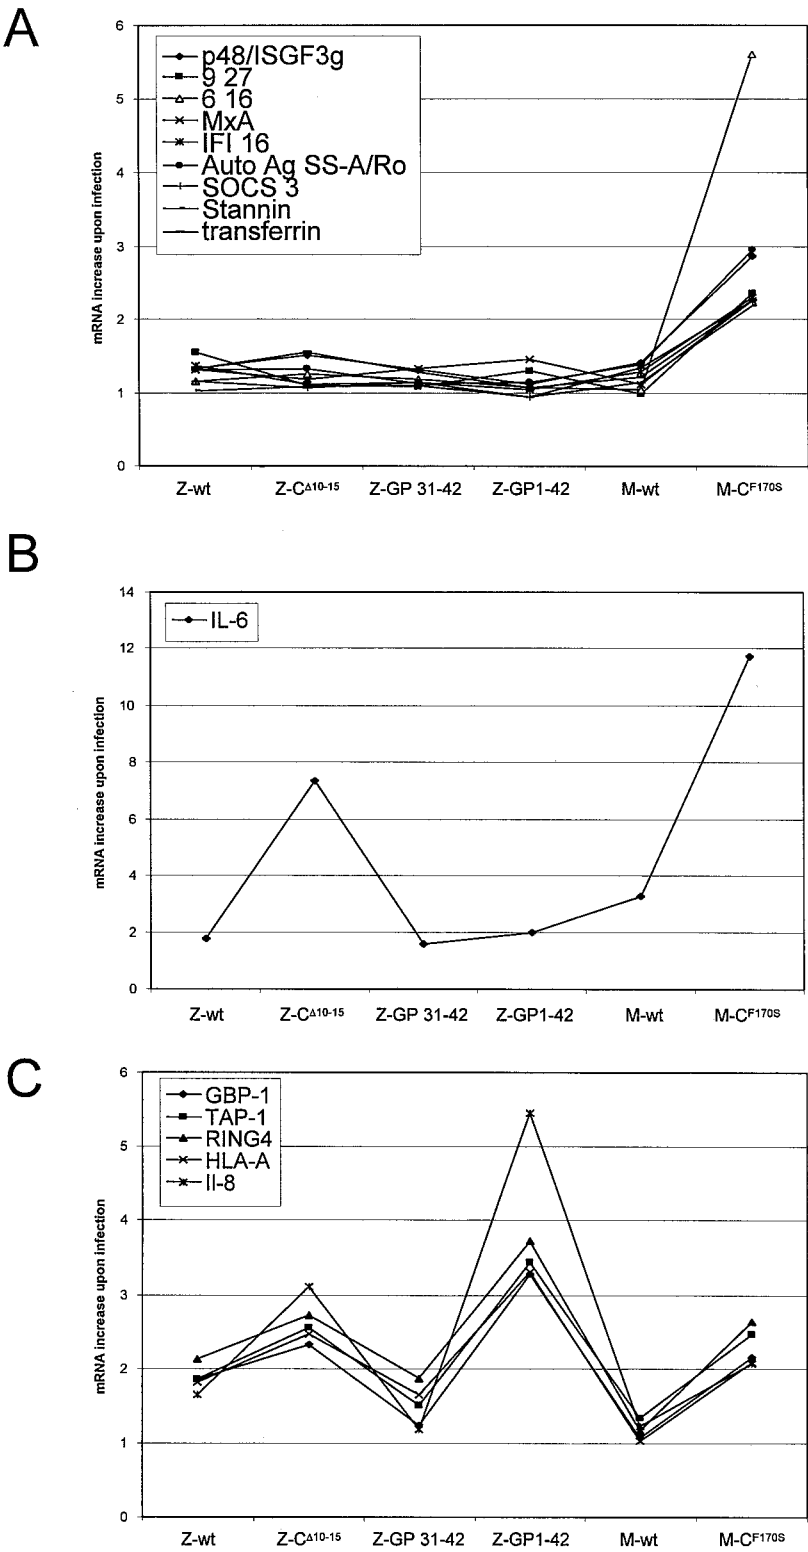 A
mRNA increase upon infection
6
5
4
3
2
1
0
p48/ISGF3g
9 27
6 16
MxA
IFI 16
Auto Ag SS-A/Ro
SOCS 3
Stannin
transferrin
Z-wt Z-CΔ10-15 Z-GP 31-42 Z-GP1-42 M-wt M-CF170S
B
mRNA increase upon infection
14
12
10
8
6
4
2
0
IL-6
Z-wt Z-CΔ10-15 Z-GP 31-42 Z-GP1-42 M-wt M-CF170S
C
mRNA increase upon infection
6
5
4
3
2
1
0
GBP-1
TAP-1
RING4
HLA-A
Il-8
Z-wt Z-CΔ10-15 Z-GP 31-42 Z-GP1-42 M-wt M-CF170S